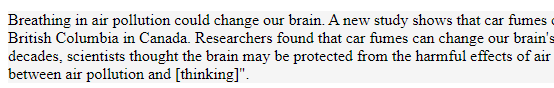 Breathing in air pollution could change our brain. A new study shows that car fumes
British Columbia in Canada. Researchers found that car fumes can change our brain's
decades, scientists thought the brain may be protected from the harmful effects of air
between air pollution and [thinking]".